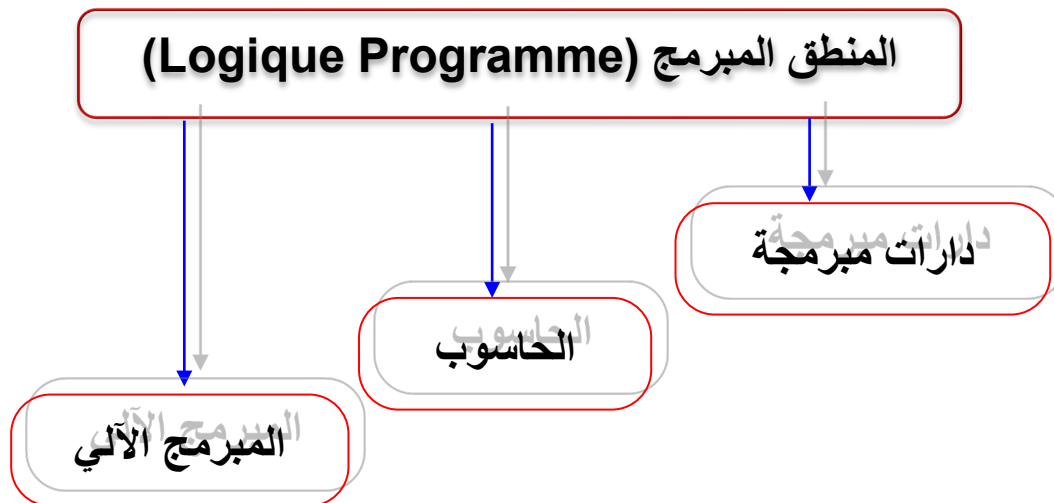 المنطق المبرمج (Logique Programme)
دارات مبرمجة
الحاسوب
المبرمج الآلي